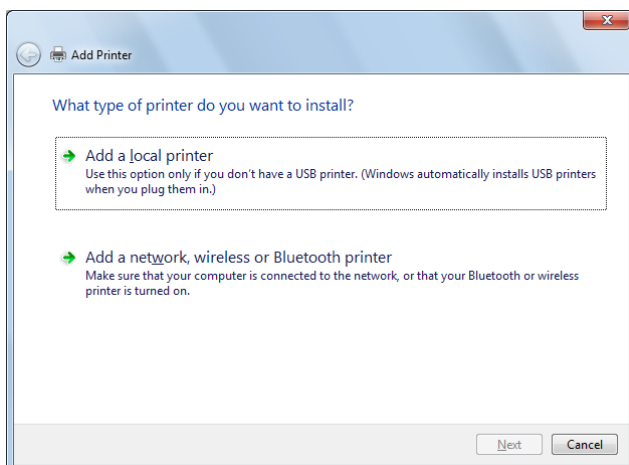 Add Printer
What type of printer do you want to install?
Add a local printer
Use this option only if you don't have a USB printer. (Windows automatically installs USB printers
when you plug them in.)
Add a network, wireless or Bluetooth printer
Make sure that your computer is connected to the network, or that your Bluetooth or wireless
printer is turned on.
Next
Cancel